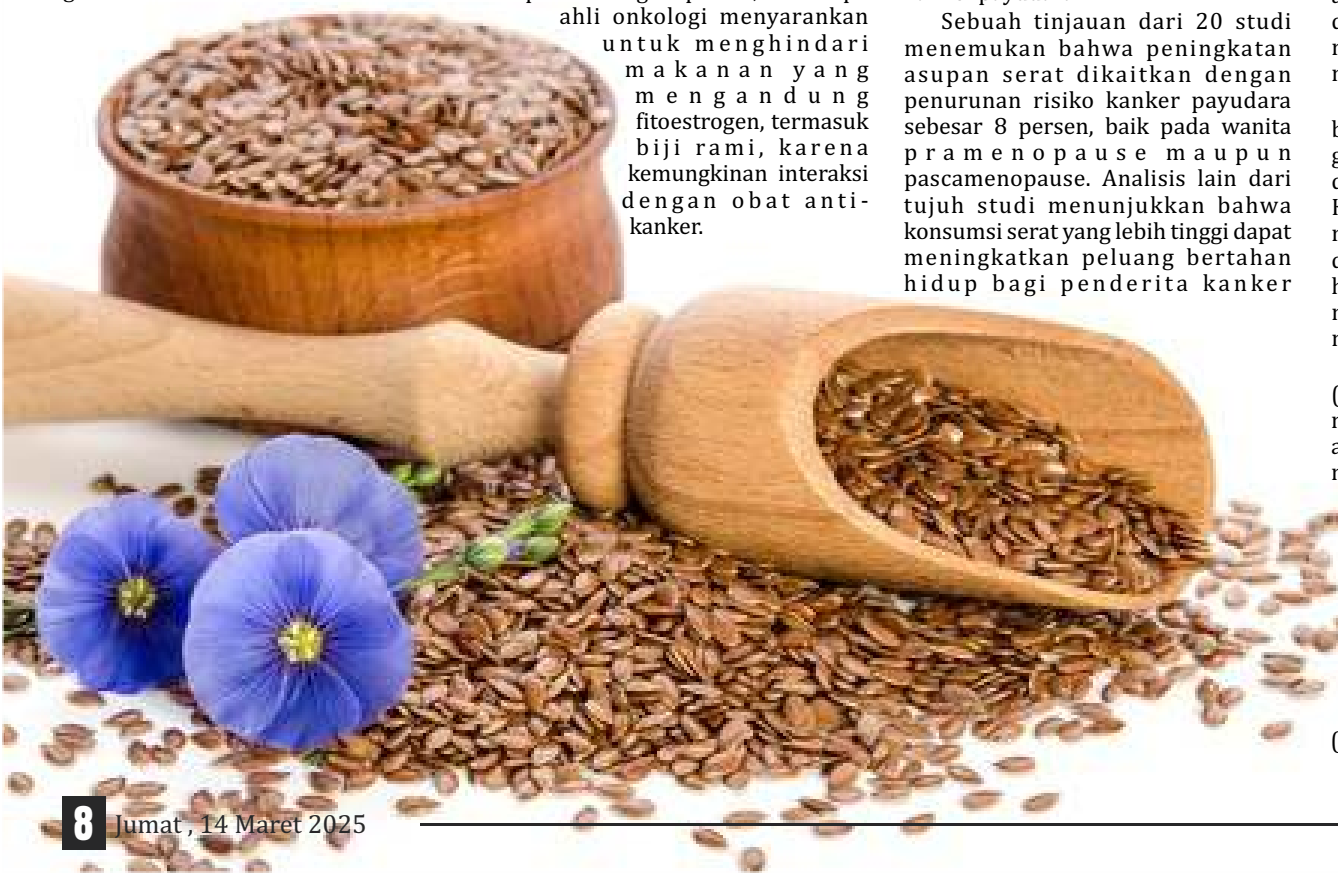 ahli onkologi menyarankan
untuk menghindari
makanan yang
mengandung
fitoestrogen, termasuk
biji rami, karena
kemungkinan interaksi
dengan obat anti-
kanker.
Sebuah tinjauan dari 20 studi
menemukan bahwa peningkatan
asupan serat dikaitkan dengan
penurunan risiko kanker payudara
sebesar 8 persen, baik pada wanita
pramenopause maupun
pascamenopause. Analisis lain dari
tujuh studi menunjukkan bahwa
konsumsi serat yang lebih tinggi dapat
meningkatkan peluang bertahan
hidup bagi penderita kanker
8 Jumat , 14 Maret 2025